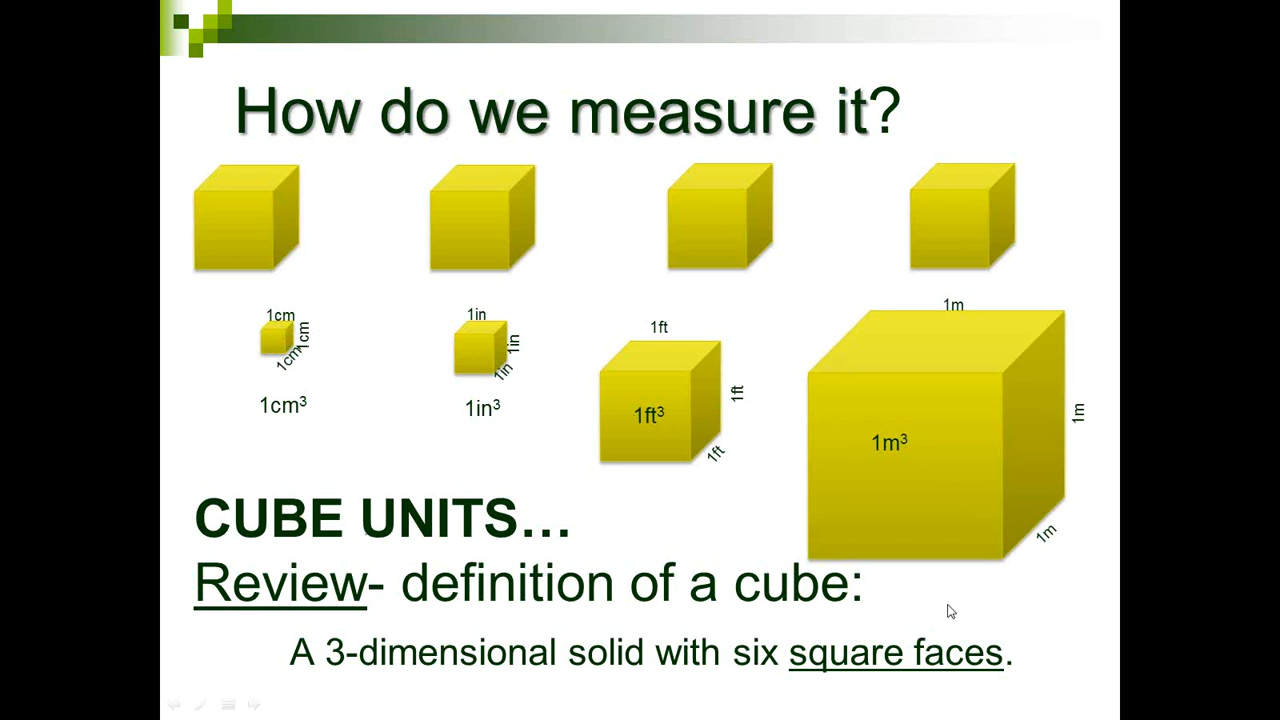 How do we measure it?
1cm
1cm
1cm
1cm³
1in
1in
1in
1in³
1ft
1ft
1ft
1ft³
1m
1m
1m
1m³
CUBE UNITS…
Review- definition of a cube:
A 3-dimensional solid with six square faces.